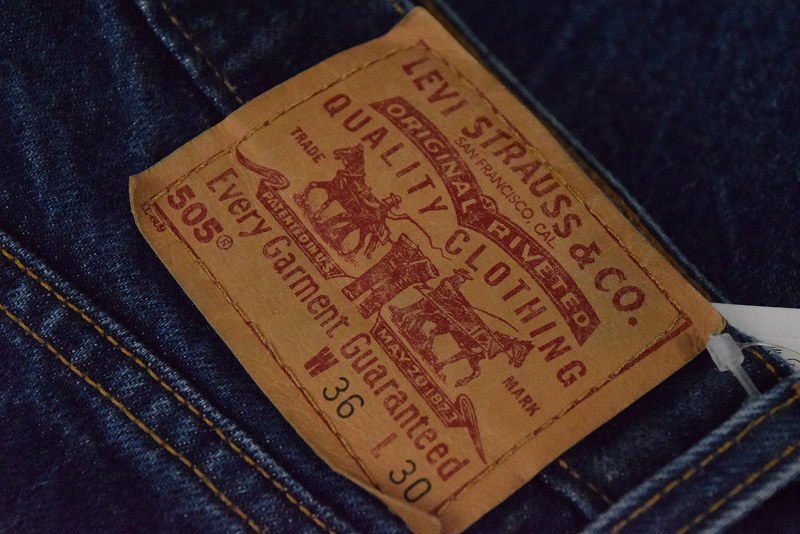 LEVI STRAUSS & CO.
SAN FRANCISCO, CAL.
ORIGINAL RIVETED
QUALITY CLOTHING
TRADE MARK
PATENTED IN U.S. MAY 20 1873
505®
Every Garment Guaranteed
W 36 L 30